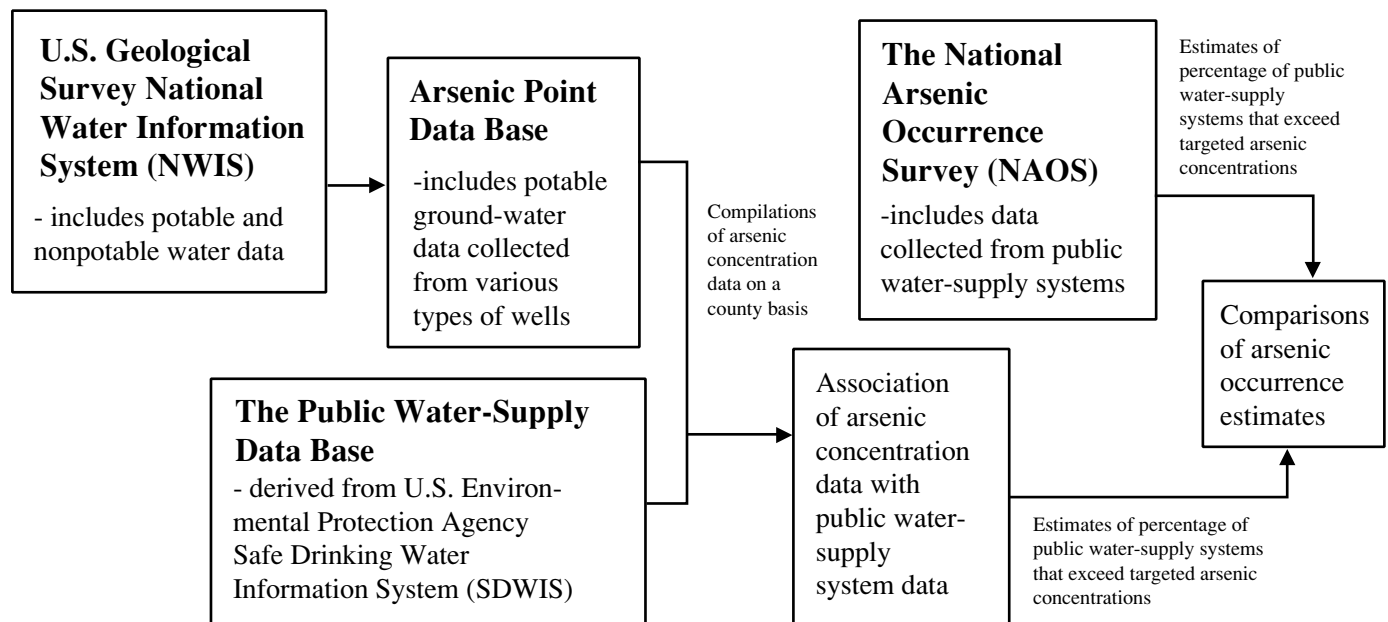 U.S. Geological
Survey National
Water Information
System (NWIS)
- includes potable and
nonpotable water data
Arsenic Point
Data Base
-includes potable
ground-water
data collected
from various
types of wells
The Public Water-Supply
Data Base
- derived from U.S. Environ-
mental Protection Agency
Safe Drinking Water
Information System (SDWIS)
Compilations
of arsenic
concentration
data on a
county basis
Association
of arsenic
concentration
data with
public water-
supply
system data
The National
Arsenic
Occurrence
Survey (NAOS)
-includes data
collected from public
water-supply systems
Estimates of
percentage of public
water-supply
systems that exceed
targeted arsenic
concentrations
Estimates of percentage of
public water-supply systems
that exceed targeted arsenic
concentrations
Comparisons
of arsenic
occurrence
estimates